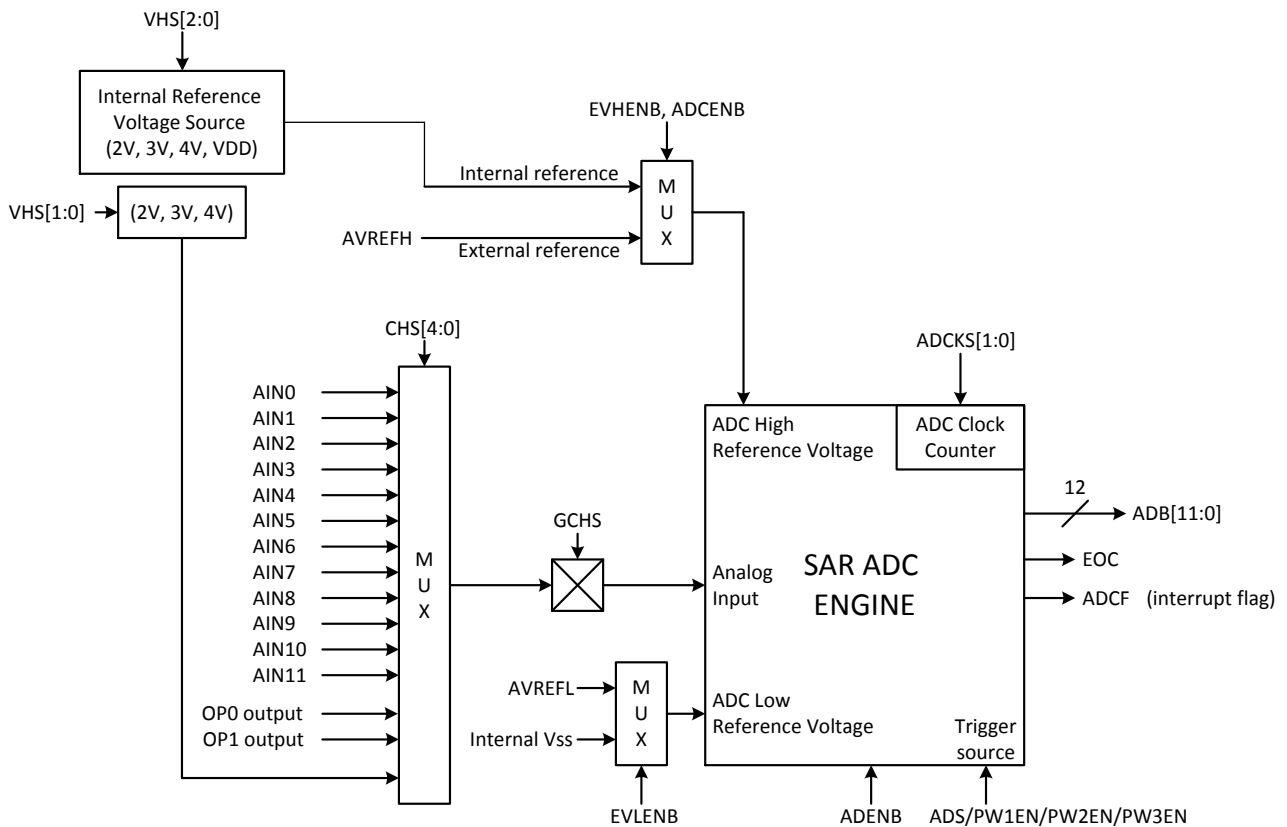 VHS[2:0]
Internal Reference
Voltage Source
(2V, 3V, 4V, VDD)
VHS[1:0]
(2V, 3V, 4V)
EVHENB, ADCENB
Internal reference
AVREFH
External reference
M
U
X
CHS[4:0]
AIN0
AIN1
AIN2
AIN3
AIN4
AIN5
AIN6
AIN7
AIN8
AIN9
AIN10
AIN11
OP0 output
OP1 output
M
U
X
GCHS
ADCKS[1:0]
ADC High
Reference Voltage
ADC Clock
Counter
Analog
Input
SAR ADC
ENGINE
12
ADB[11:0]
EOC
ADCF (interrupt flag)
AVREFL
Internal Vss
M
U
X
EVLENB
ADC Low
Reference Voltage
Trigger
source
ADENB
ADS/PW1EN/PW2EN/PW3EN